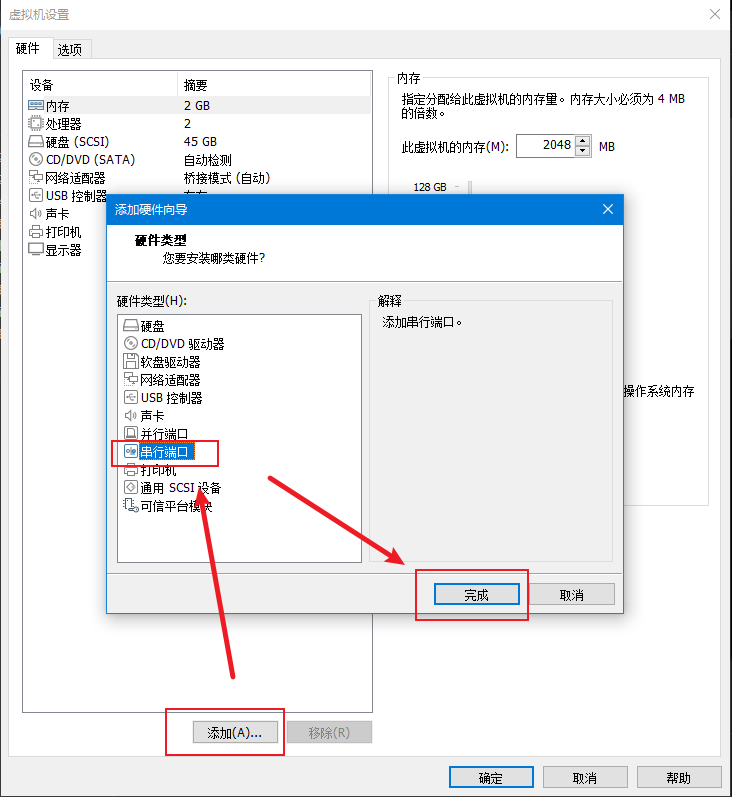 虚拟机设置
硬件 选项
设备 摘要
内存 2 GB
处理器 2
硬盘 (SCSI) 45 GB
CD/DVD (SATA) 自动检测
网络适配器 桥接模式 (自动)
USB 控制器
声卡
打印机
显示器
内存
指定分配给此虚拟机的内存量。内存大小必须为 4 MB
的倍数。
此虚拟机的内存(M): 2048 MB
128 GB
操作系统内存
添加硬件向导
硬件类型
您要安装哪类硬件?
硬件类型(H):
硬盘
CD/DVD 驱动器
软盘驱动器
网络适配器
USB 控制器
声卡
并行端口
串行端口
打印机
通用 SCSI 设备
可信平台模块
解释
添加串行端口。
完成 取消
添加(A)... 移除(R)
确定 取消 帮助